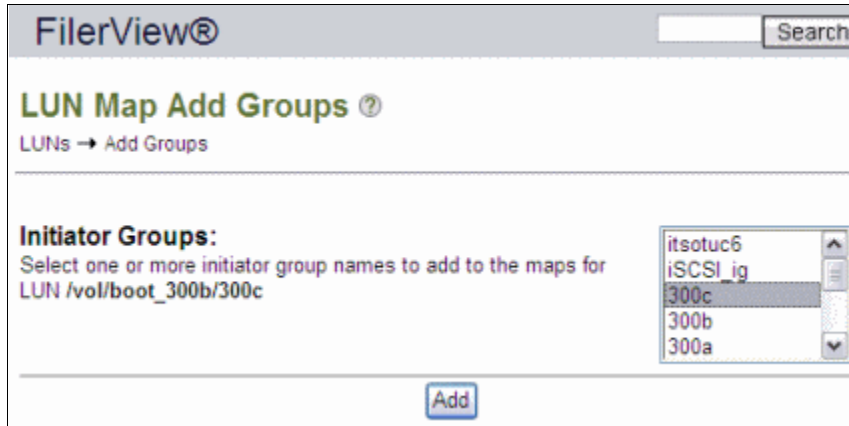 FilerView®
Search
LUN Map Add Groups ?
LUNs → Add Groups
Initiator Groups:
Select one or more initiator group names to add to the maps for
LUN /vol/boot_300b/300c
itsotuc6
iSCSI_ig
300c
300b
300a
Add